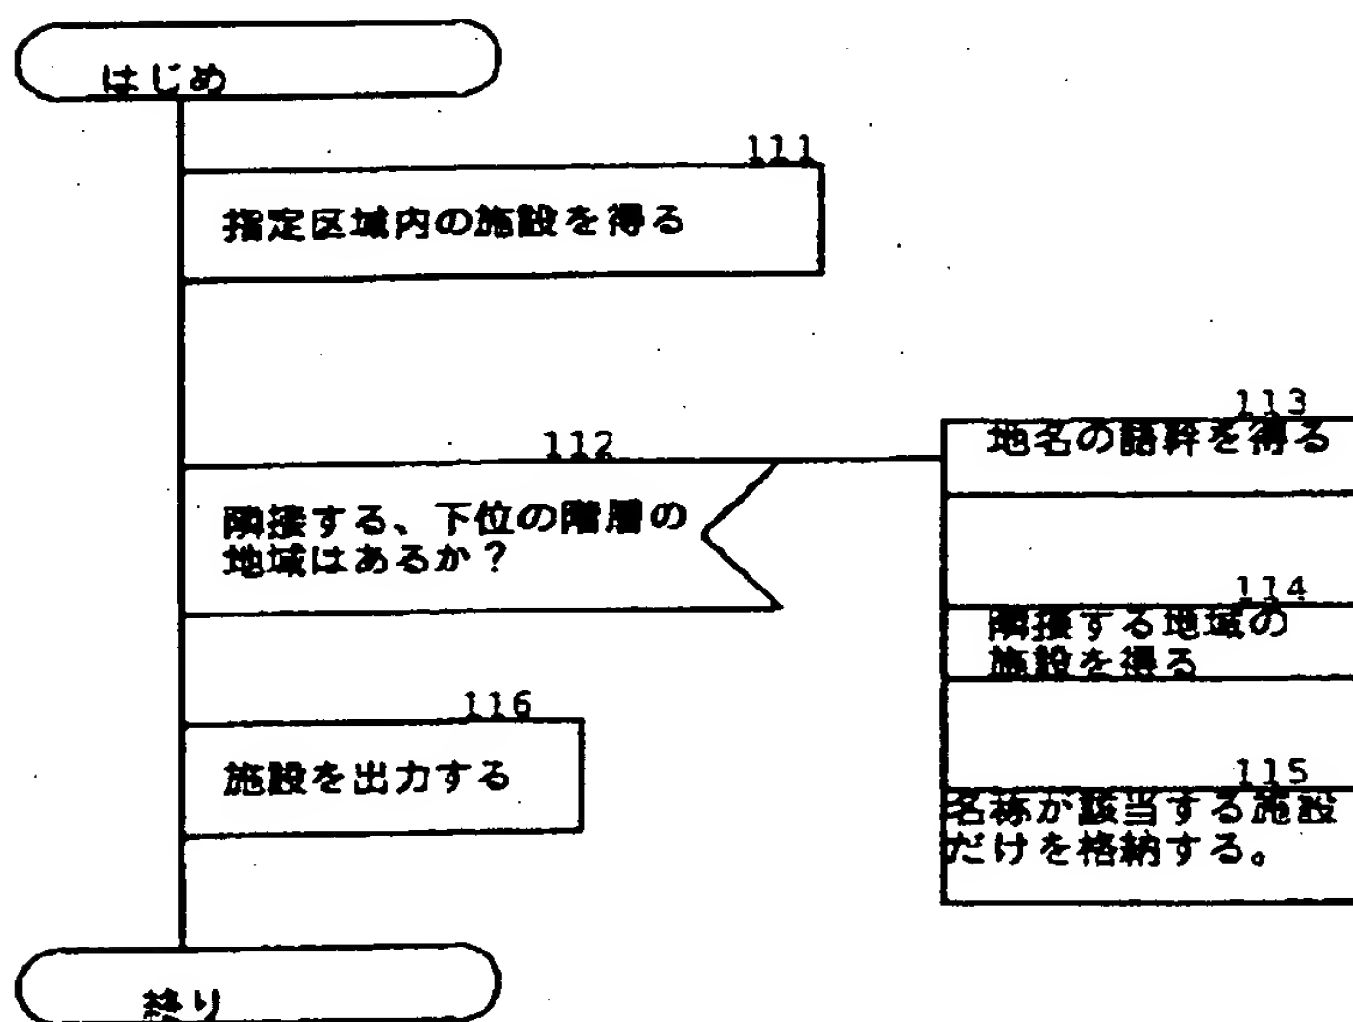 はじめ
111
指定区域内の施設を得る
112
隣接する、下位の階層の
地域はあるか？
113
地名の語幹を得る
114
隣接する地域の
施設を得る
115
名称が該当する施設
だけを格納する。
116
施設を出力する
終り